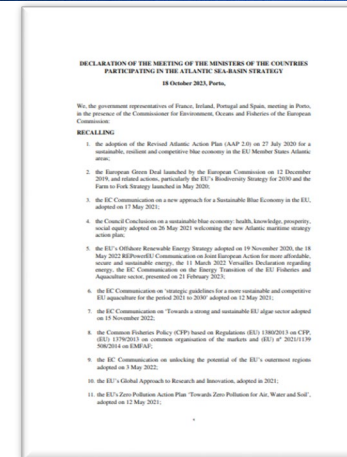 DECLARATION OF THE MEETING OF THE MINISTERS OF THE COUNTRIES
PARTICIPATING IN THE ATLANTIC SEA-BASIN STRATEGY
18 October 2023, Porto,
We, the government representatives of France, Ireland, Portugal and Spain, meeting in Porto,
in the presence of the Commissioner for Environment, Oceans and Fisheries of the European
Commission:
RECALLING
1. the adoption of the Revised Atlantic Action Plan (AAP 2.0) on 27 July 2020 for a
sustainable, resilient and competitive blue economy in the EU Member States Atlantic
areas;
2. the European Green Deal launched by the European Commission on 12 December
2019, and related actions, particularly the EU's Biodiversity Strategy for 2030 and the
Farm to Fork Strategy launched in May 2020;
3. the EC Communication on a new approach for a Sustainable Blue Economy in the EU,
adopted on 17 May 2021;
4. the Council Conclusions on a sustainable blue economy: health, knowledge, prosperity,
social equity adopted on 26 May 2021 welcoming the new Atlantic maritime strategy
action plan;
5. the EU's Offshore Renewable Energy Strategy adopted on 19 November 2020, the 18
May 2022 REPowerEU Communication on Joint European Action for more affordable,
secure and sustainable energy, the 11 March 2022 Versailles Declaration regarding
energy, the EC Communication on the Energy Transition of the EU Fisheries and
Aquaculture sector, presented on 21 February 2023;
6. the EC Communication on 'strategic guidelines for a more sustainable and competitive
EU aquaculture for the period 2021 to 2030' adopted on 12 May 2021;
7. the EC Communication on 'Towards a strong and sustainable EU algae sector adopted
on 15 November 2022;
8. the Common Fisheries Policy (CFP) based on Regulations (EU) 1380/2013 on CFP,
(EU) 1379/2013 on common organisation of the markets and (EU) nº 2021/1139
508/2014 on EMFAF;
9. the EC Communication on unlocking the potential of the EU's outermost regions
adopted on 3 May 2022;
10. the EU's Global Approach to Research and Innovation, adopted in 2021;
11. the EU's Zero Pollution Action Plan 'Towards Zero Pollution for Air, Water and Soil',
adopted on 12 May 2021;